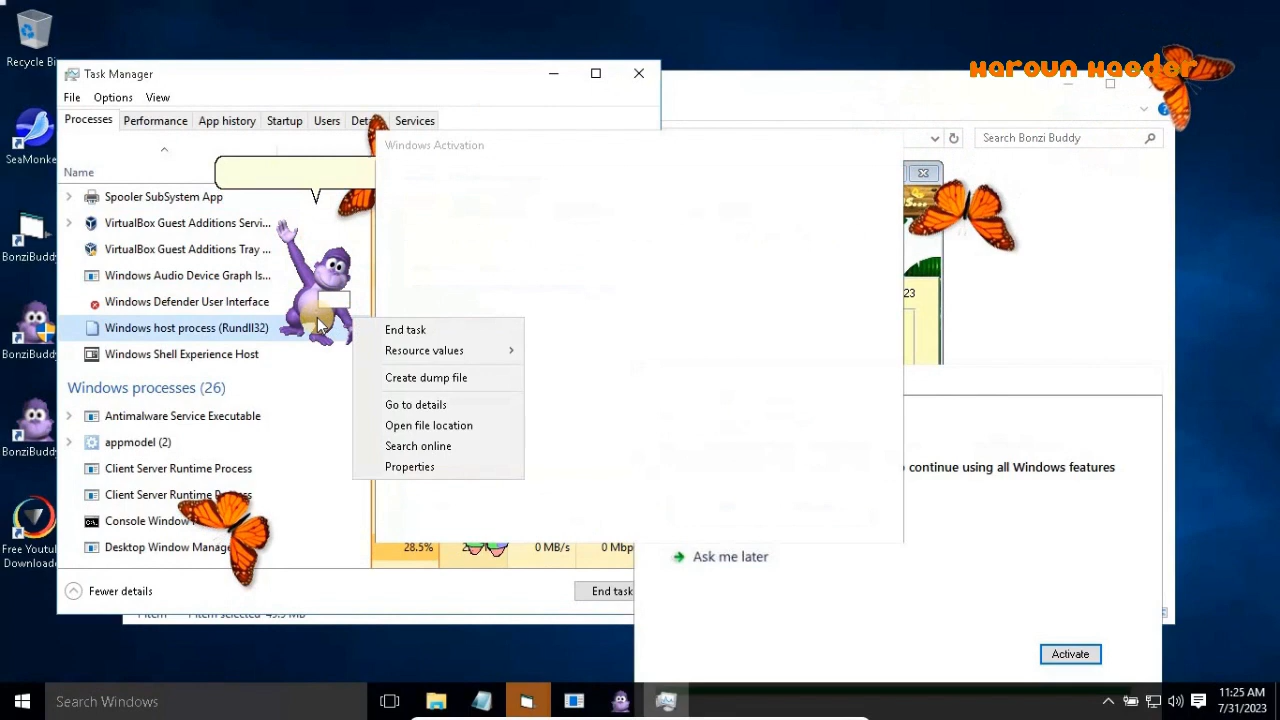 Recycle Bi
SeaMonke
BonziBuddy
BonziBuddy
BonziBuddy
Free Youtu
Downloade
Task Manager
File Options View
Processes Performance App history Startup Users Deta Services
Name
Spooler SubSystem App
VirtualBox Guest Additions Servi...
VirtualBox Guest Additions Tray ...
Windows Audio Device Graph Is...
Windows Defender User Interface
Windows host process (Rundll32)
Windows Shell Experience Host
Windows processes (26)
Antimalware Service Executable
appmodel (2)
Client Server Runtime Process
Client Server Runtime Process
Console Window
Desktop Window Manage
28.5% 0 MB/s 0 Mbp
Fewer details
End task
End task
Resource values
Create dump file
Go to details
Open file location
Search online
Properties
Windows Activation
Haroun Haeder
Search Bonzi Buddy
23
continue using all Windows features
Ask me later
Activate
Search Windows
11:25 AM
7/31/2023